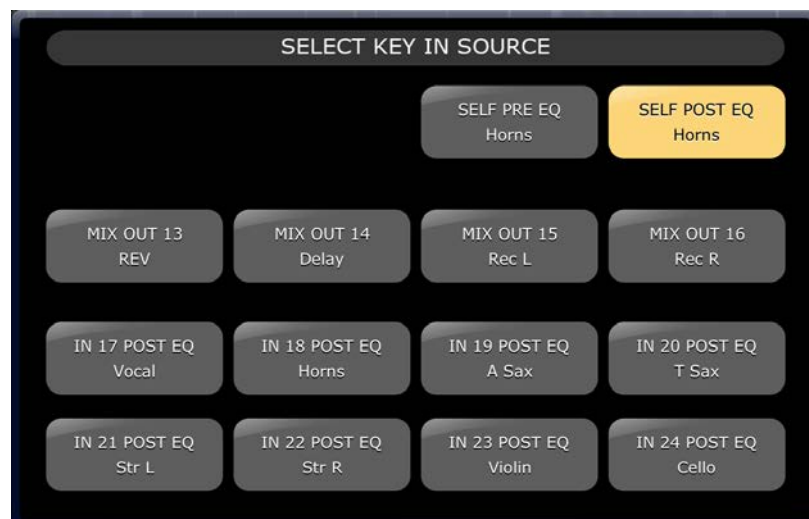 SELECT KEY IN SOURCE
SELF PRE EQ
Horns
SELF POST EQ
Horns
MIX OUT 13
REV
MIX OUT 14
Delay
MIX OUT 15
Rec L
MIX OUT 16
Rec R
IN 17 POST EQ
Vocal
IN 18 POST EQ
Horns
IN 19 POST EQ
A Sax
IN 20 POST EQ
T Sax
IN 21 POST EQ
Str L
IN 22 POST EQ
Str R
IN 23 POST EQ
Violin
IN 24 POST EQ
Cello